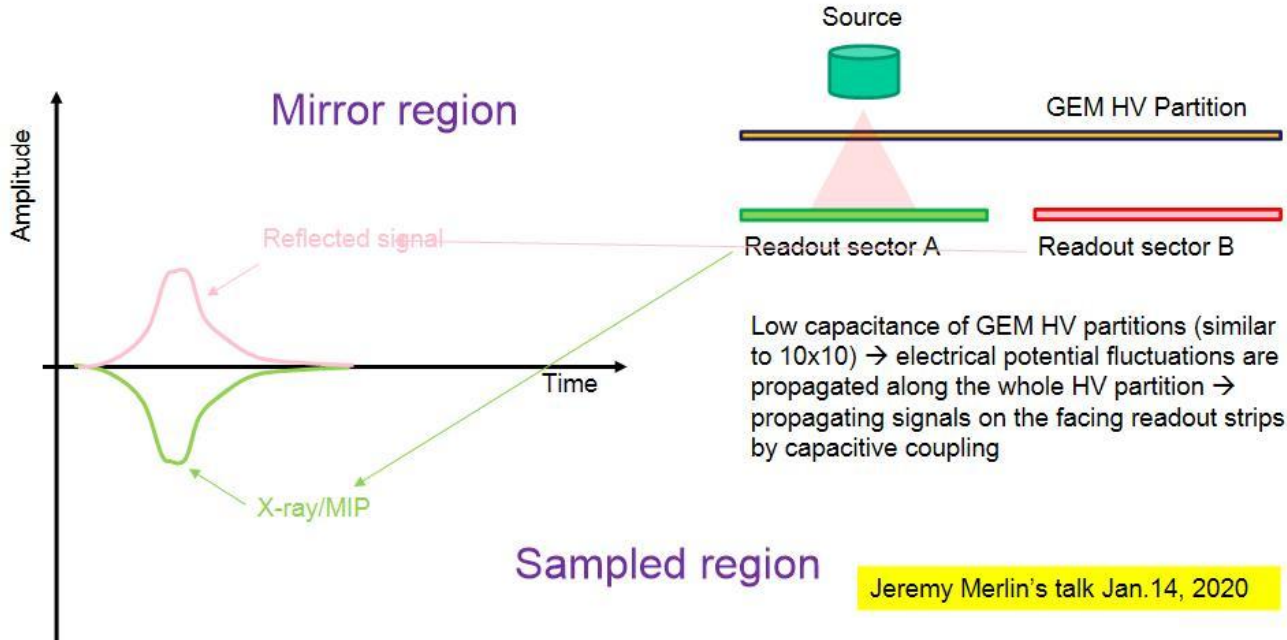 Source
Mirror region
GEM HV Partition
Amplitude
Reflected signal
Readout sector A
Readout sector B
Low capacitance of GEM HV partitions (similar
to 10x10) → electrical potential fluctuations are
propagated along the whole HV partition →
propagating signals on the facing readout strips
by capacitive coupling
Time
X-ray/MIP
Sampled region
Jeremy Merlin's talk Jan.14, 2020